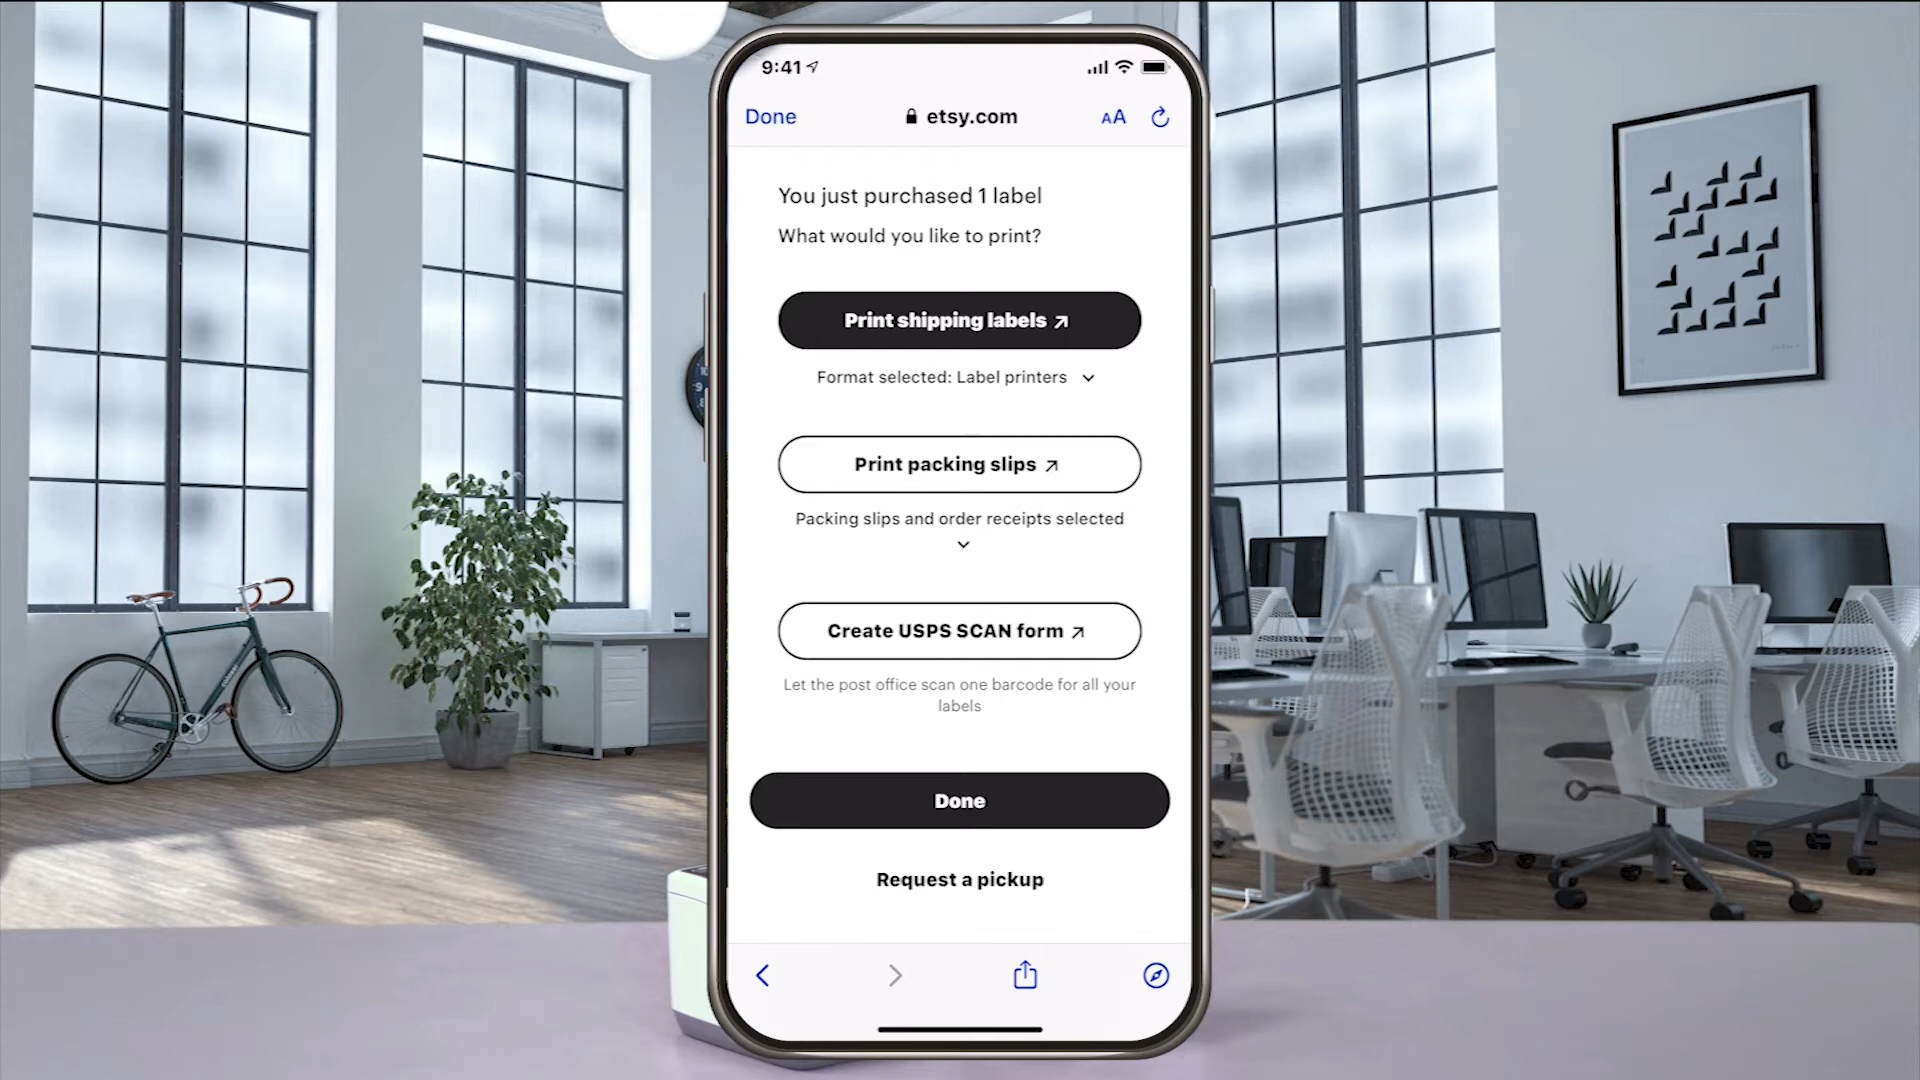 9:41
Done
etsy.com
AA
You just purchased 1 label
What would you like to print?
Print shipping labels
Format selected: Label printers
Print packing slips
Packing slips and order receipts selected
Create USPS SCAN form
Let the post office scan one barcode for all your
labels
Done
Request a pickup